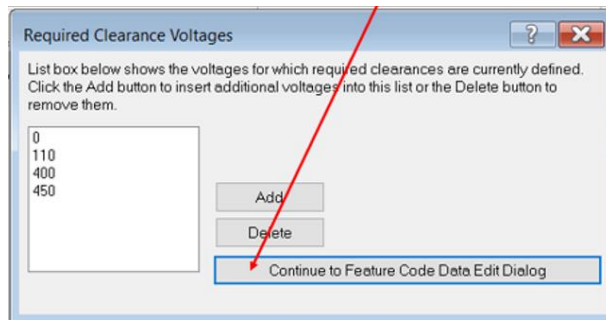 Required Clearance Voltages
List box below shows the voltages for which required clearances are currently defined.
Click the Add button to insert additional voltages into this list or the Delete button to
remove them.
0
110
400
450
Add
Delete
Continue to Feature Code Data Edit Dialog